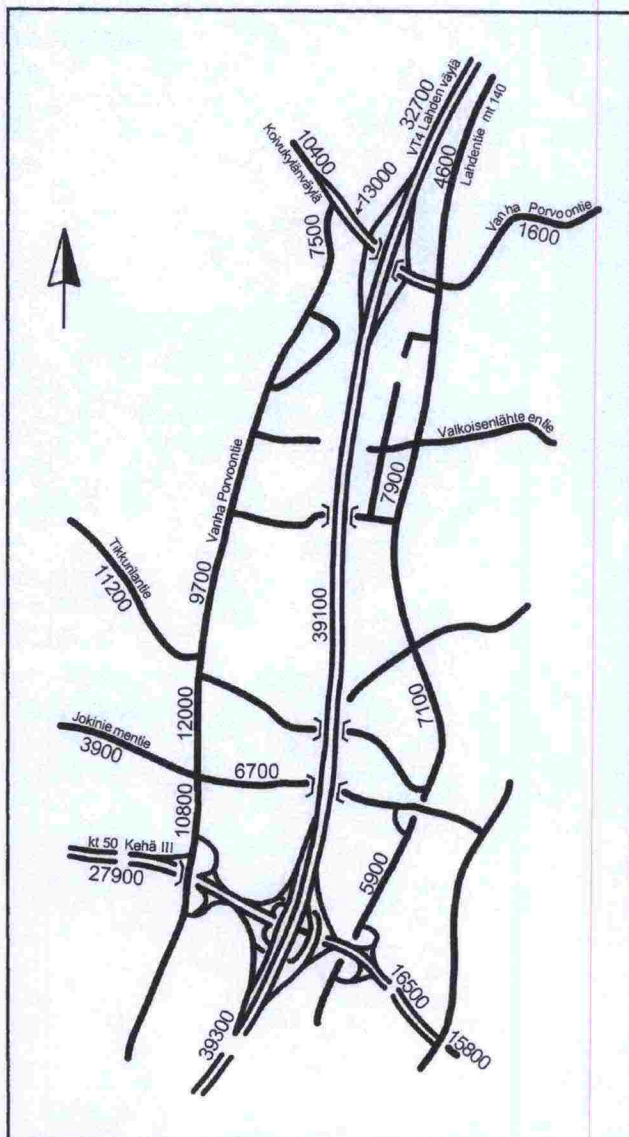 32700
VT4 Lahden väylä
10400
Koivukylänväylä
13000
4600
Lahdentie mt 140
7500
Vanha Porvoontie
1600
Valkoisenlähteentie
7900
Vanha Porvoontie
9700
Tikkurilantie
11200
39100
7100
12000
Jokiniementie
3900
6700
10800
kt 50 Kehä III
27900
5900
16500
15800
39300